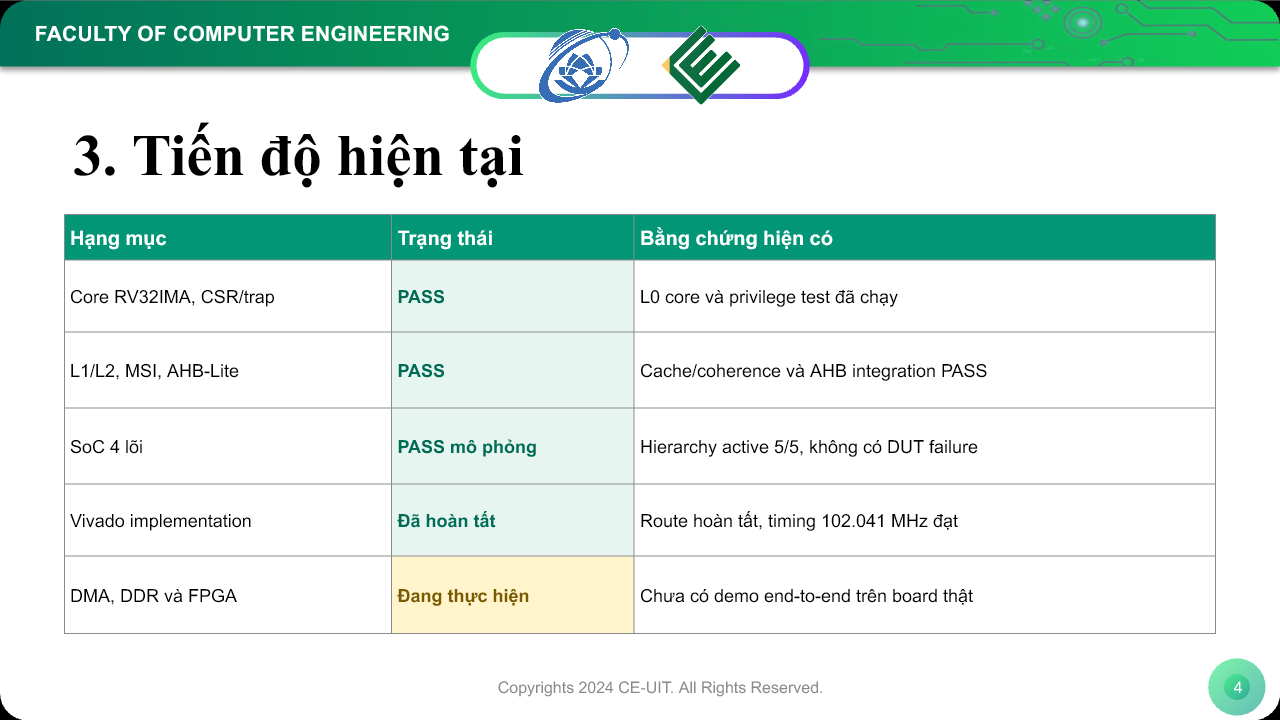 FACULTY OF COMPUTER ENGINEERING
3. Tiến độ hiện tại
Hạng mục Trạng thái Bằng chứng hiện có
Core RV32IMA, CSR/trap PASS L0 core và privilege test đã chạy
L1/L2, MSI, AHB-Lite PASS Cache/coherence và AHB integration PASS
SoC 4 lõi PASS mô phỏng Hierarchy active 5/5, không có DUT failure
Vivado implementation Đã hoàn tất Route hoàn tất, timing 102.041 MHz đạt
DMA, DDR và FPGA Đang thực hiện Chưa có demo end-to-end trên board thật
Copyrights 2024 CE-UIT. All Rights Reserved.
4